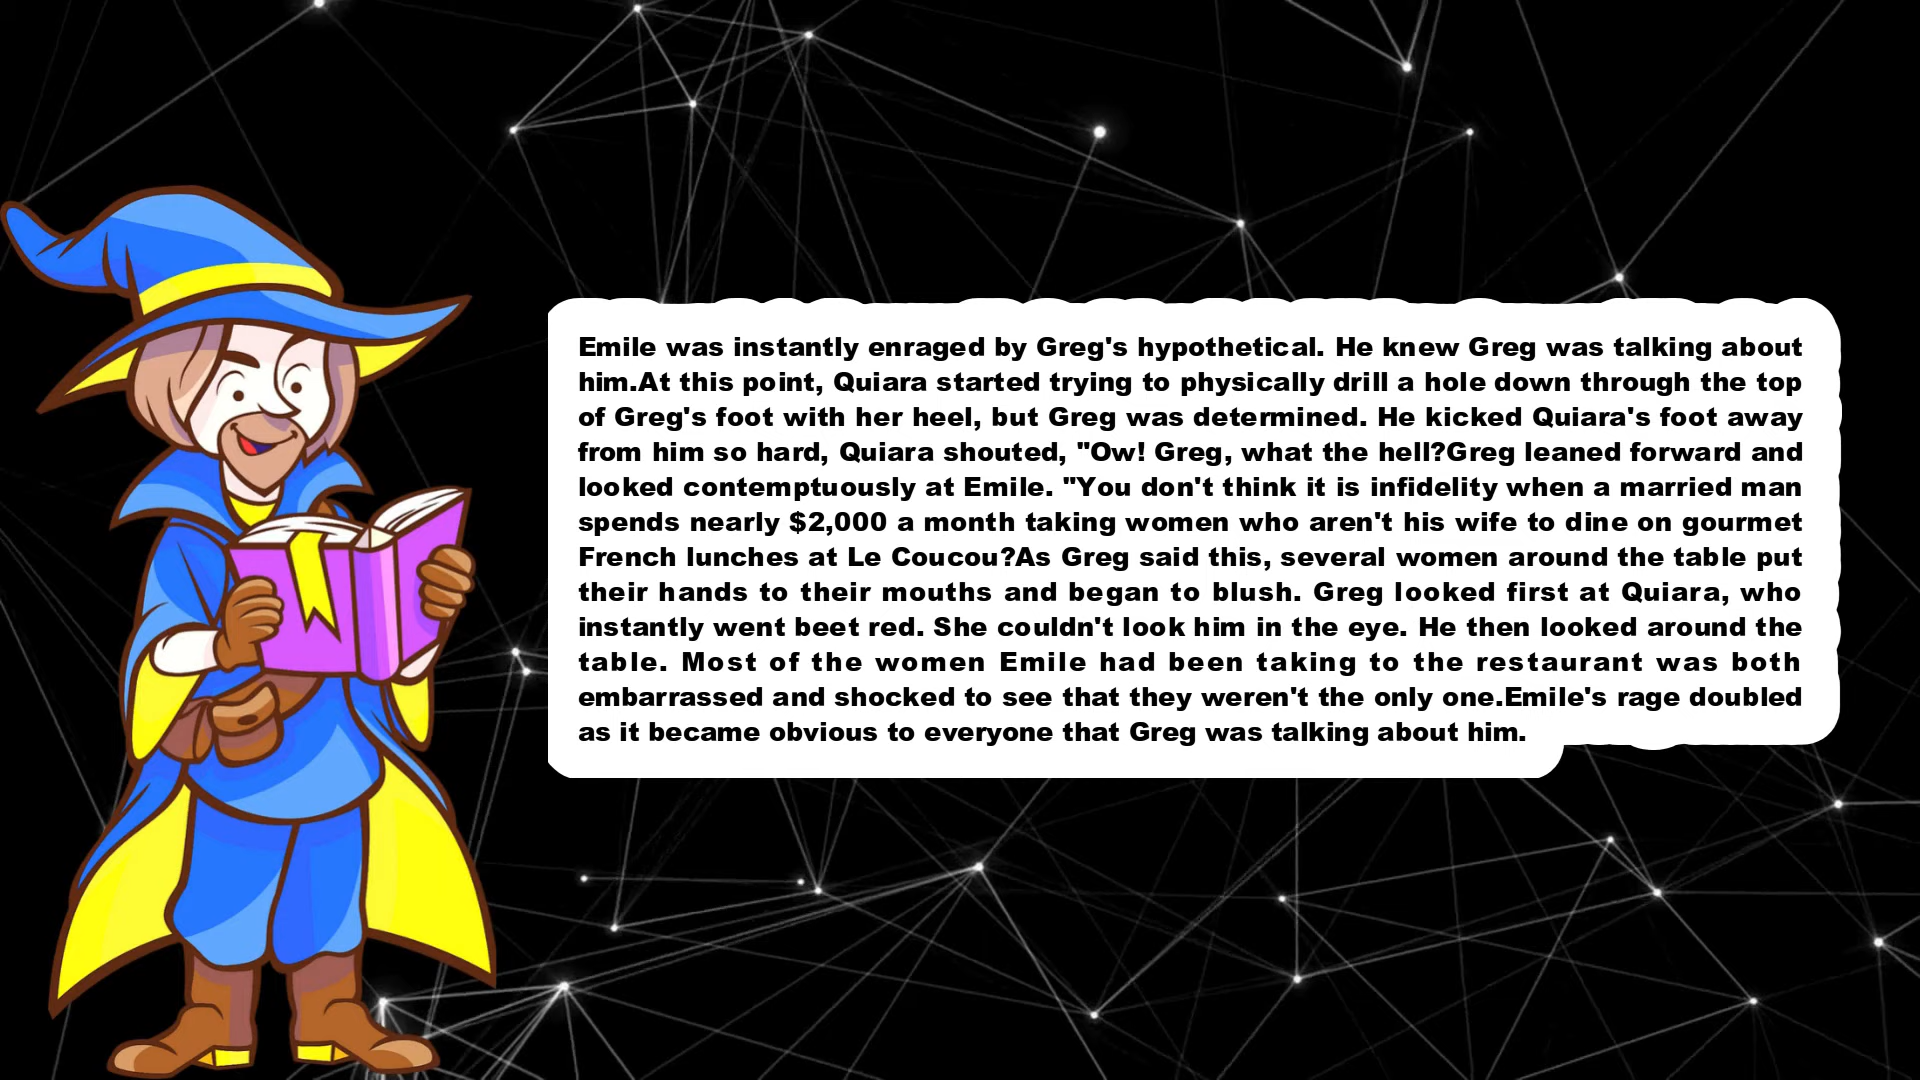 Emile was instantly enraged by Greg's hypothetical. He knew Greg was talking about
him.At this point, Quiara started trying to physically drill a hole down through the top
of Greg's foot with her heel, but Greg was determined. He kicked Quiara's foot away
from him so hard, Quiara shouted, "Ow! Greg, what the hell?Greg leaned forward and
looked contemptuously at Emile. "You don't think it is infidelity when a married man
spends nearly $2,000 a month taking women who aren't his wife to dine on gourmet
French lunches at Le Coucou?As Greg said this, several women around the table put
their hands to their mouths and began to blush. Greg looked first at Quiara, who
instantly went beet red. She couldn't look him in the eye. He then looked around the
table. Most of the women Emile had been taking to the restaurant was both
embarrassed and shocked to see that they weren't the only one.Emile's rage doubled
as it became obvious to everyone that Greg was talking about him.